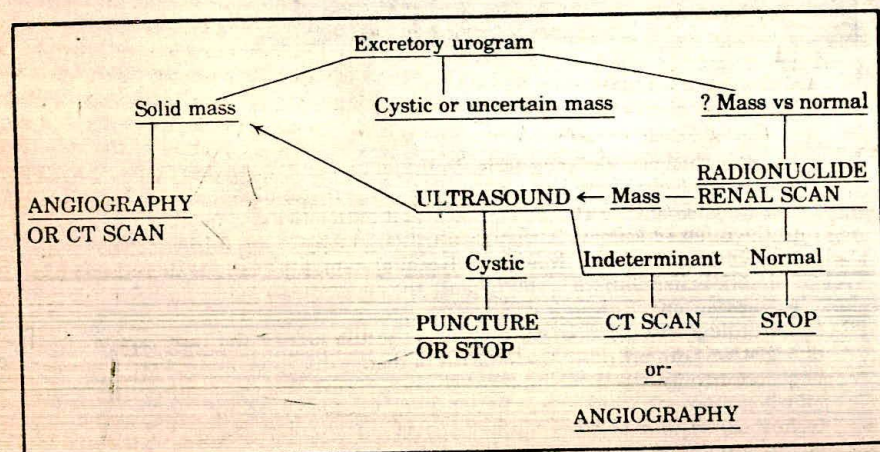 Excretory urogram
Solid mass
Cystic or uncertain mass
? Mass vs normal
ANGIOGRAPHY
OR CT SCAN
ULTRASOUND ← Mass
RADIONUCLIDE
RENAL SCAN
Cystic
Indeterminant
Normal
PUNCTURE
OR STOP
CT SCAN
STOP
or
ANGIOGRAPHY